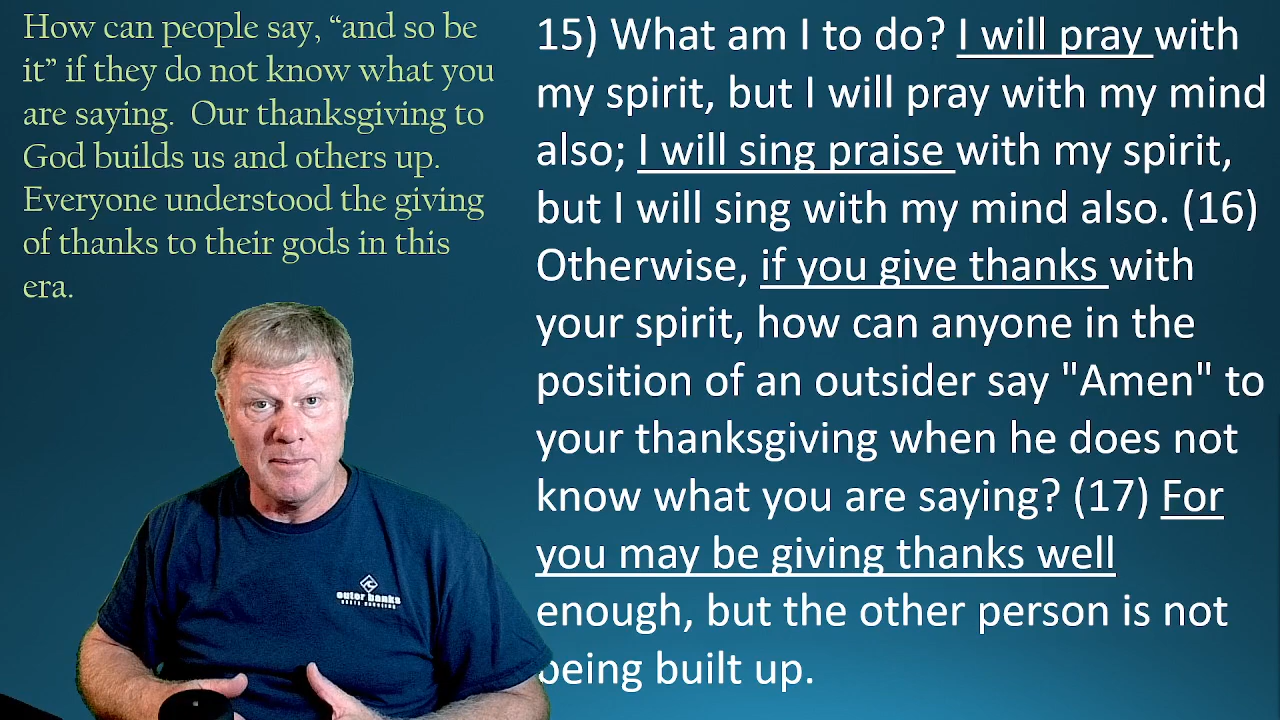 How can people say, “and so be
it” if they do not know what you
are saying.  Our thanksgiving to
God builds us and others up.
Everyone understood the giving
of thanks to their gods in this
era.
15) What am I to do? I will pray with
my spirit, but I will pray with my mind
also; I will sing praise with my spirit,
but I will sing with my mind also. (16)
Otherwise, if you give thanks with
your spirit, how can anyone in the
position of an outsider say "Amen" to
your thanksgiving when he does not
know what you are saying? (17) For
you may be giving thanks well
enough, but the other person is not
being built up.
outer banks